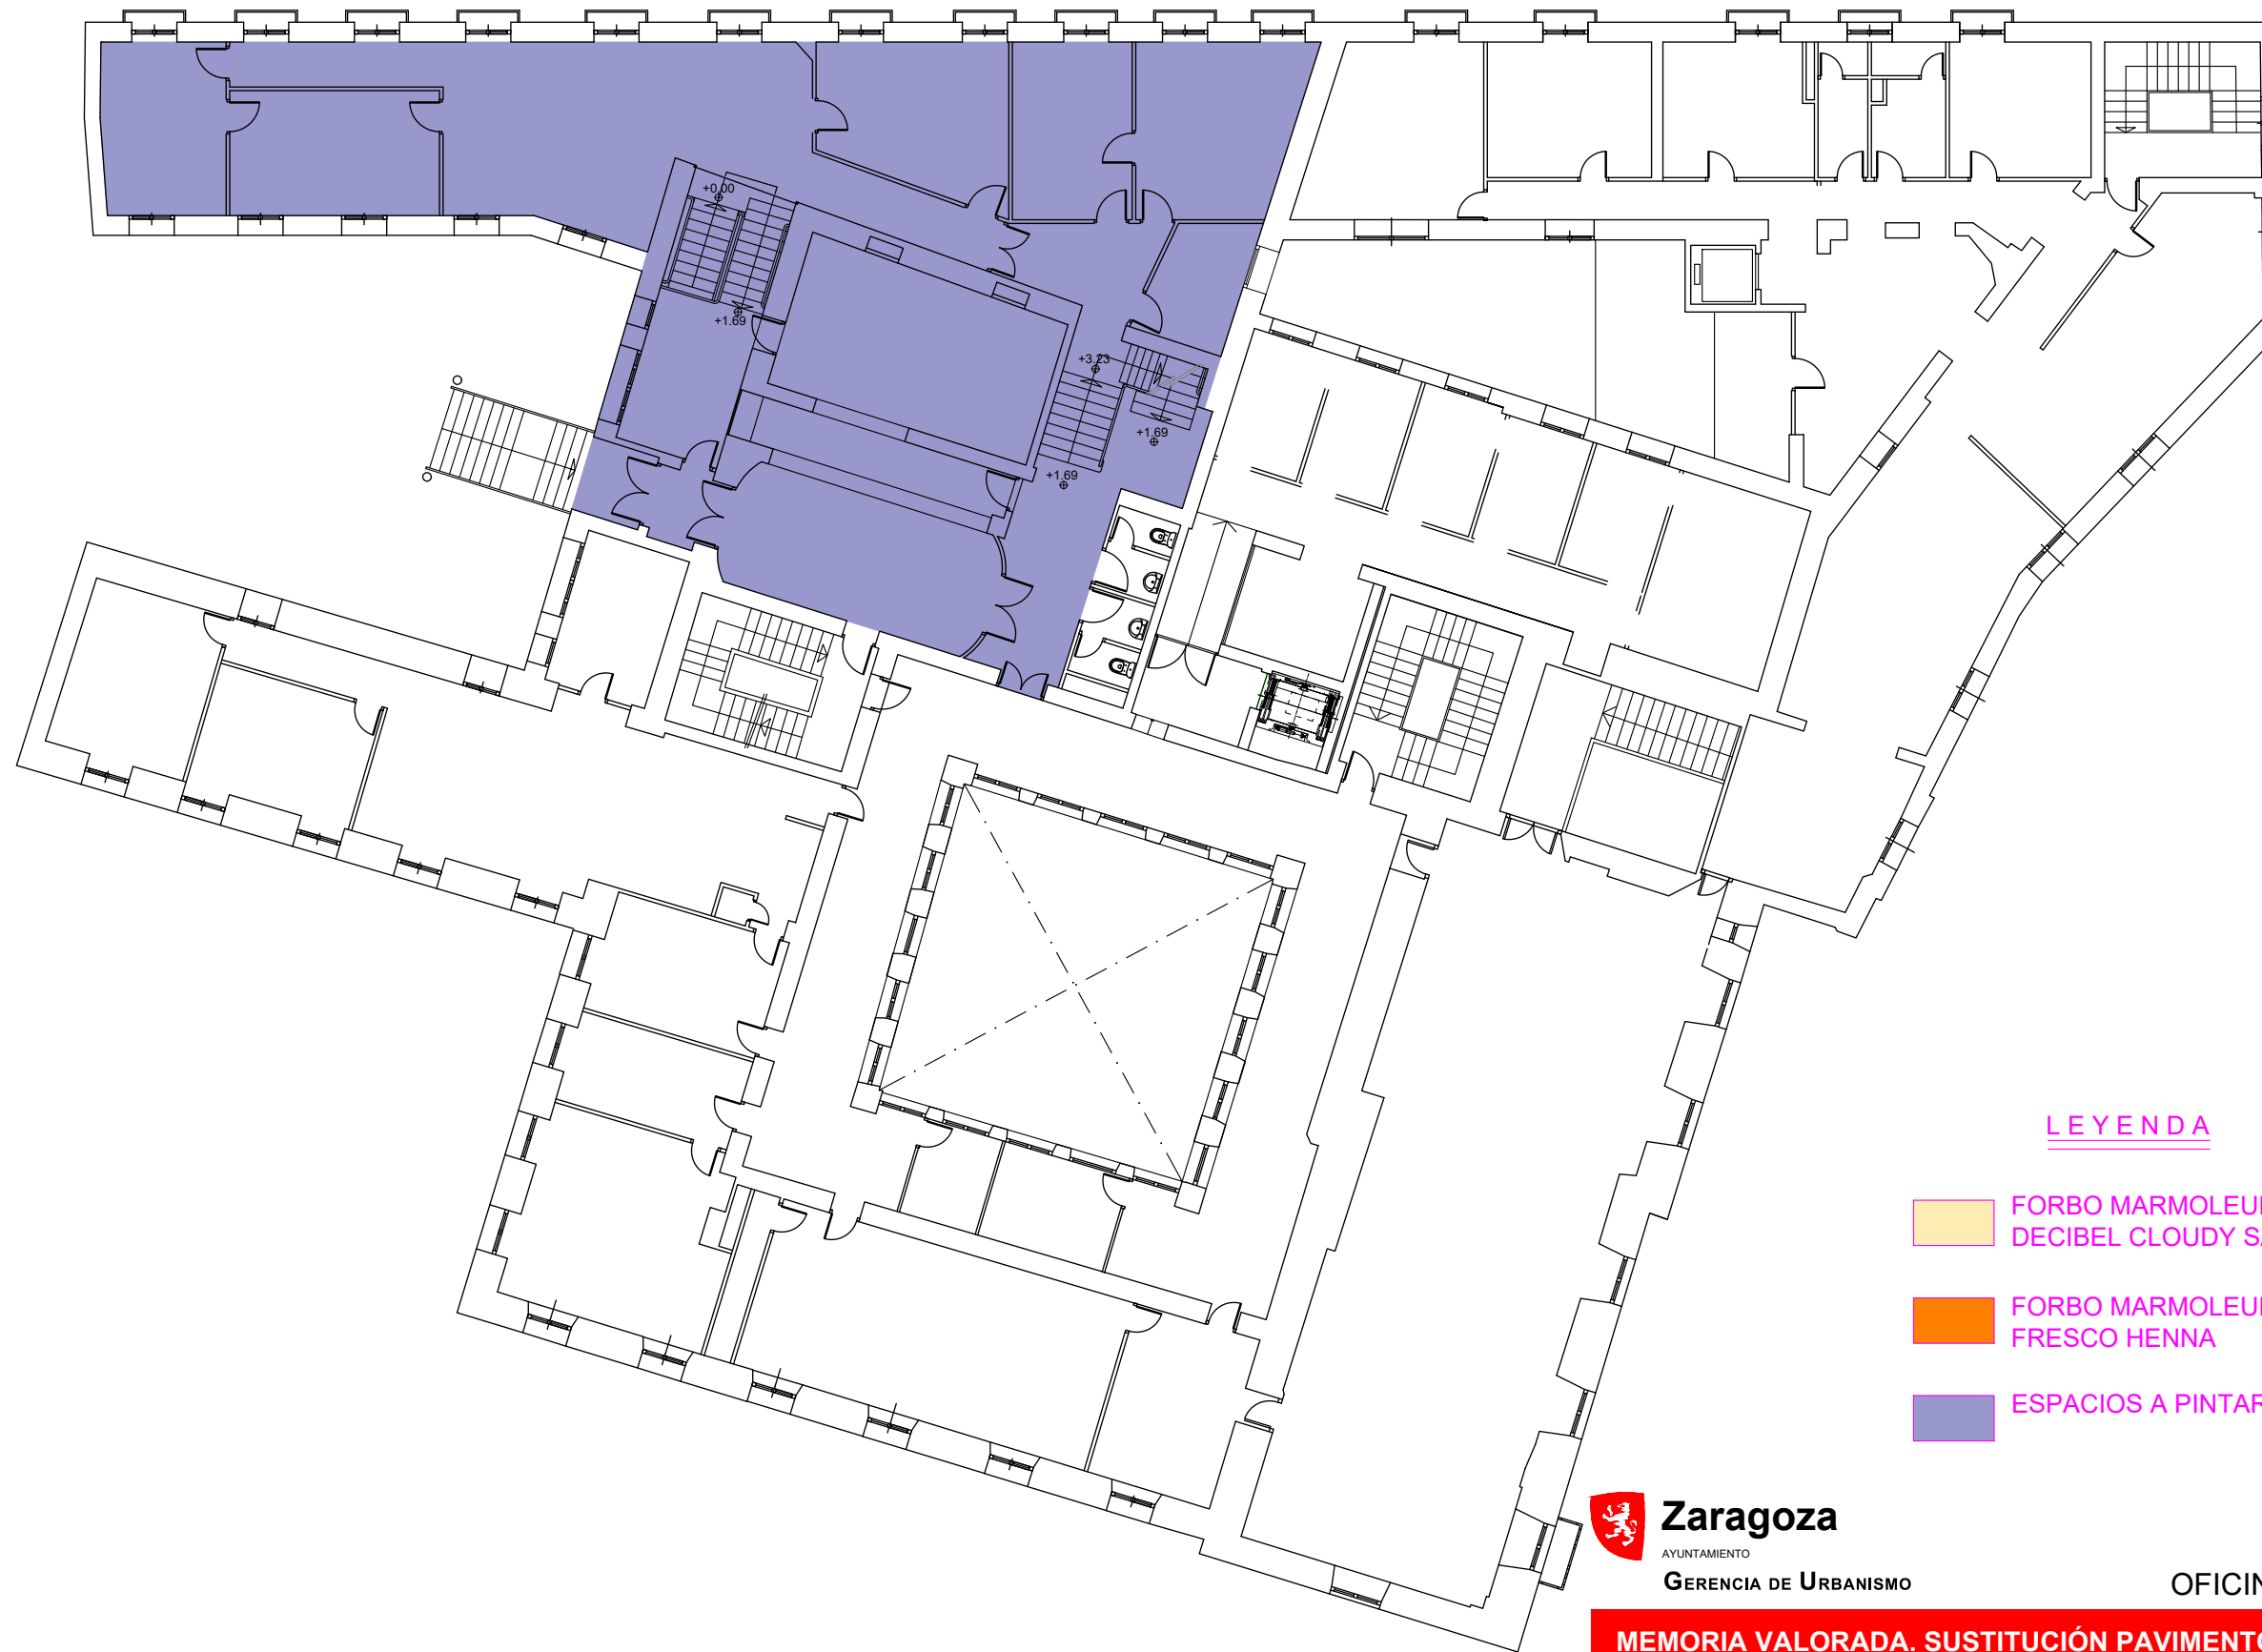 +0.00
+1.69
+3.23
+1.69
+1.69
LEYENDA
FORBO MARMOLEU
DECIBEL CLOUDY S
FORBO MARMOLEU
FRESCO HENNA
ESPACIOS A PINTAR
Zaragoza
AYUNTAMIENTO
GERENCIA DE URBANISMO
OFICIN
MEMORIA VALORADA. SUSTITUCIÓN PAVIMENTO